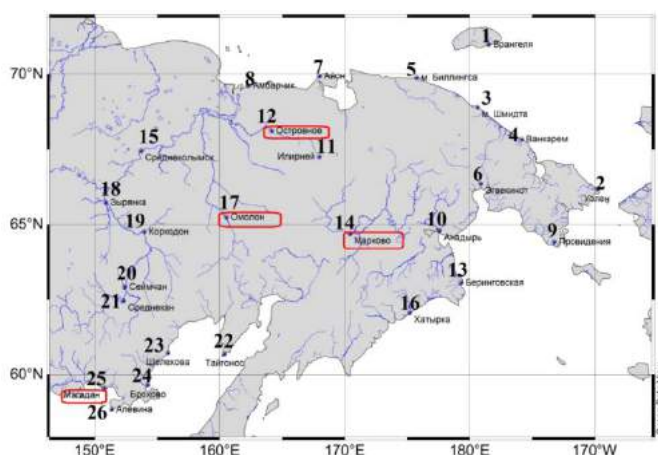 1
Врангеля
70°N
7
Айон
5
м. Биллингса
8
Амбарчик
3
м. Шмидта
12
Островное
4
Ванкарем
15
Среднеколымск
11
Илирней
6
Эгвекинот
2
Уэлен
18
Зырянка
17
Омолон
65°N
19
Коркодон
14
Марково
10
Анадырь
9
Провидения
20
Сеймчан
13
Беринговская
21
Среднекан
16
Хатырка
23
Шелехова
22
Тайгонос
60°N
25
24
Магадан
Брохово
26
Алевина
150°E
160°E
170°E
180°E
170°W